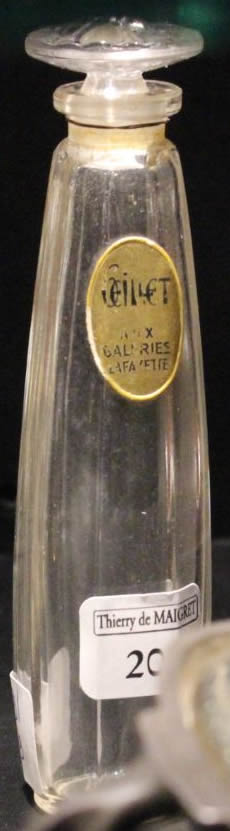 ŒILLET
AUX
GALERIES
LAFAYETTE
Thierry de MAIGRET
20